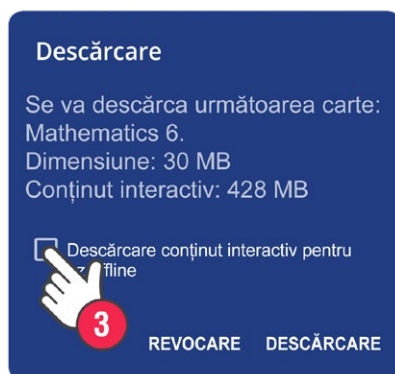 Descărcare
Se va descărca următoarea carte:
Mathematics 6.
Dimensiune: 30 MB
Conținut interactiv: 428 MB
Descărcare conținut interactiv pentru
3
REVOCARE DESCĂRCARE